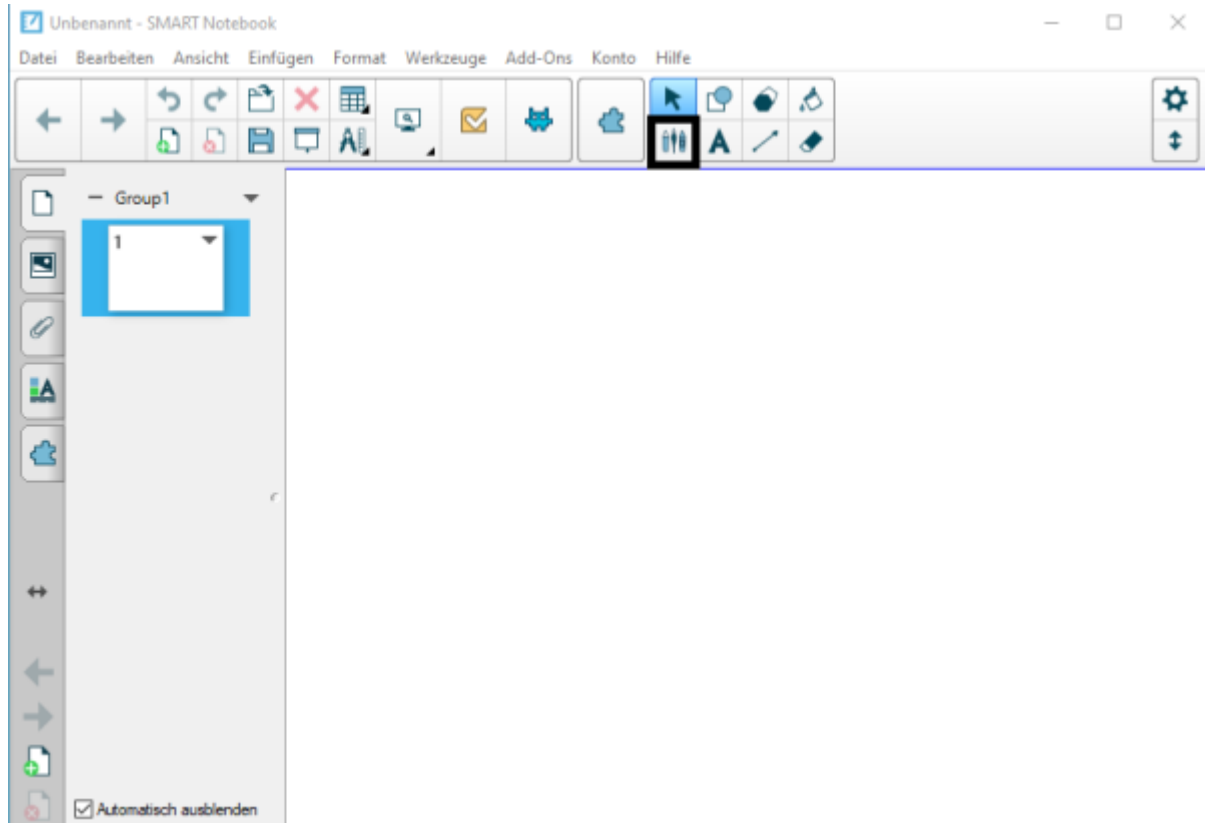 Unbenannt - SMART Notebook
Datei Bearbeiten Ansicht Einfügen Format Werkzeuge Add-Ons Konto Hilfe
Group1
1
Automatisch ausblenden